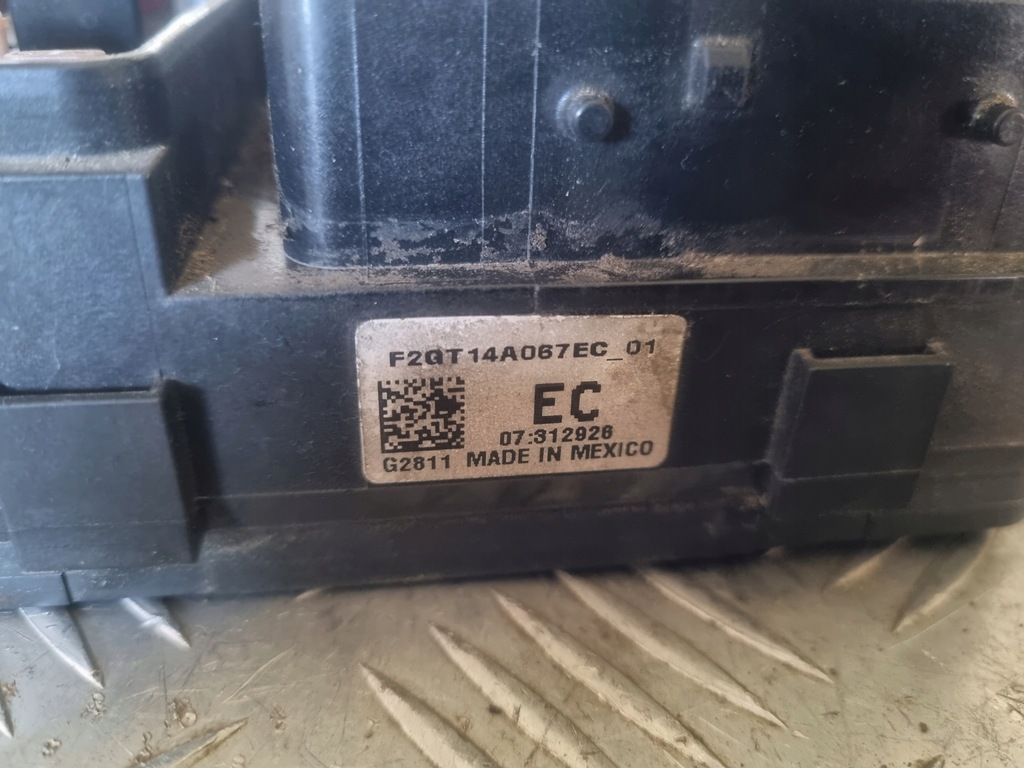 F2GT14A067EC_01
EC
07:312926
G2811 MADE IN MEXICO